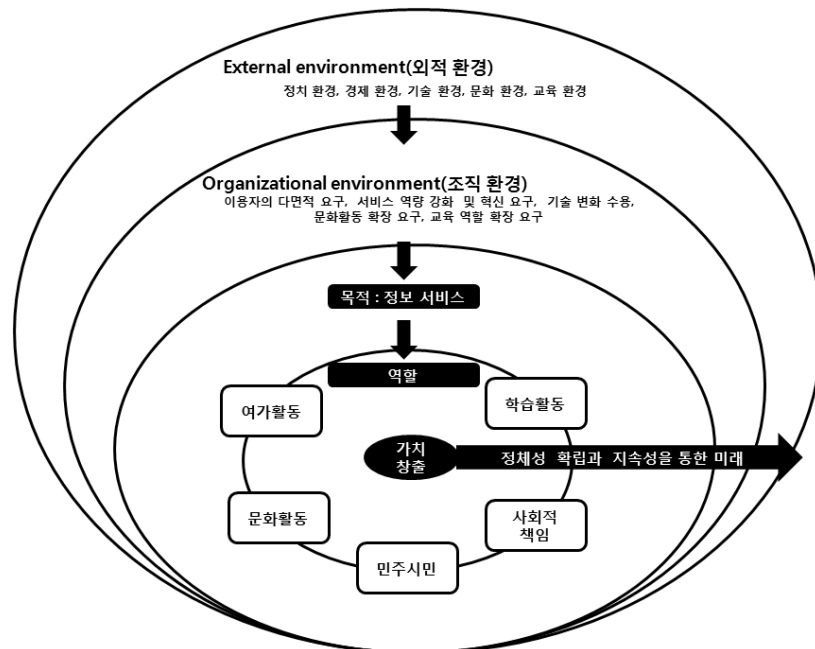 External environment(외적 환경)
정치 환경, 경제 환경, 기술 환경, 문화 환경, 교육 환경
Organizational environment(조직 환경)
이용자의 다면적 요구, 서비스 역량 강화 및 혁신 요구, 기술 변화 수용,
문화활동 확장 요구, 교육 역할 확장 요구
목적 : 정보 서비스
역할
여가활동
학습활동
가치
창출
정체성 확립과 지속성을 통한 미래
문화활동
사회적
책임
민주시민